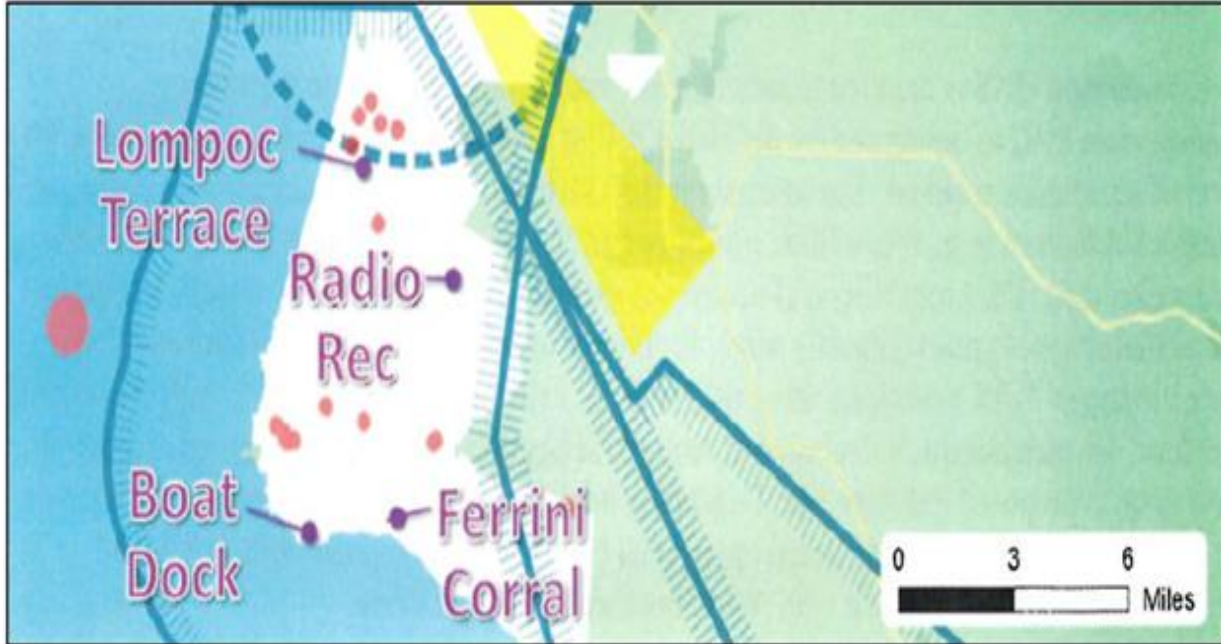 Lompoc
Terrace
Radio
Rec
Boat
Dock
Ferrini
Corral
0 3 6
Miles